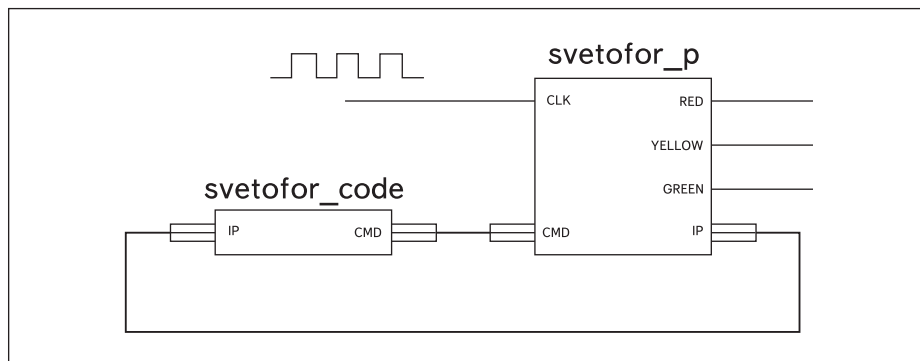 svetofor_p
CLK
RED
YELLOW
GREEN
svetofor_code
IP
CMD
CMD
IP